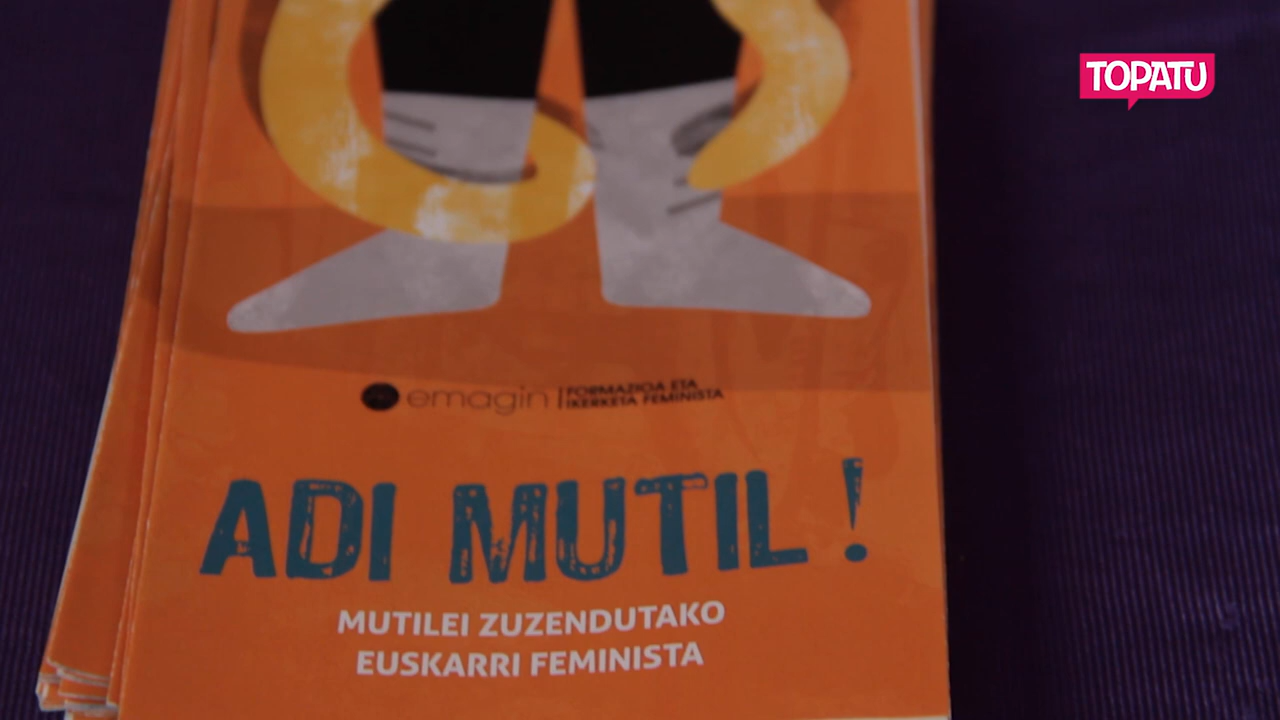 TOPATU
emagin
FORMAZIOA ETA
IKERKETA FEMINISTA
ADI MUTIL!
MUTILEI ZUZENDUTAKO
EUSKARRI FEMINISTA